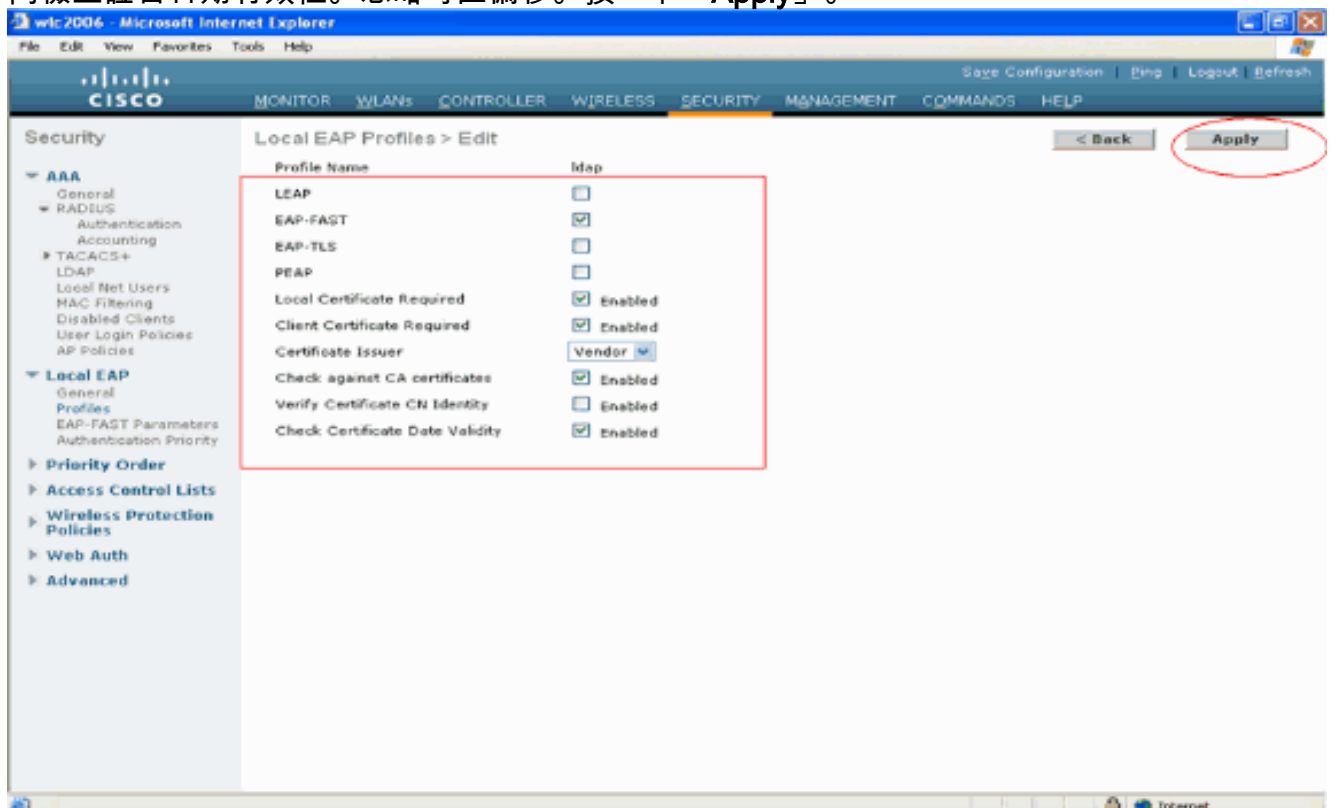 Apply」。
wlc2006 - Microsoft Internet Explorer
File Edit View Favorites Tools Help
Save Configuration | Ping | Logout | Refresh
CISCO
MONITOR WLANs CONTROLLER WIRELESS SECURITY MANAGEMENT COMMANDS HELP
Security
AAA
General
RADIUS
Authentication
Accounting
TACACS+
LDAP
Local Net Users
MAC Filtering
Disabled Clients
User Login Policies
AP Policies
Local EAP
General
Profiles
EAP-FAST Parameters
Authentication Priority
Priority Order
Access Control Lists
Wireless Protection
Policies
Web Auth
Advanced
Local EAP Profiles > Edit
< Back Apply
Profile Name ldap
LEAP
EAP-FAST
EAP-TLS
PEAP
Local Certificate Required Enabled
Client Certificate Required Enabled
Certificate Issuer Vendor
Check against CA certificates Enabled
Verify Certificate CN Identity Enabled
Check Certificate Date Validity Enabled
Internet